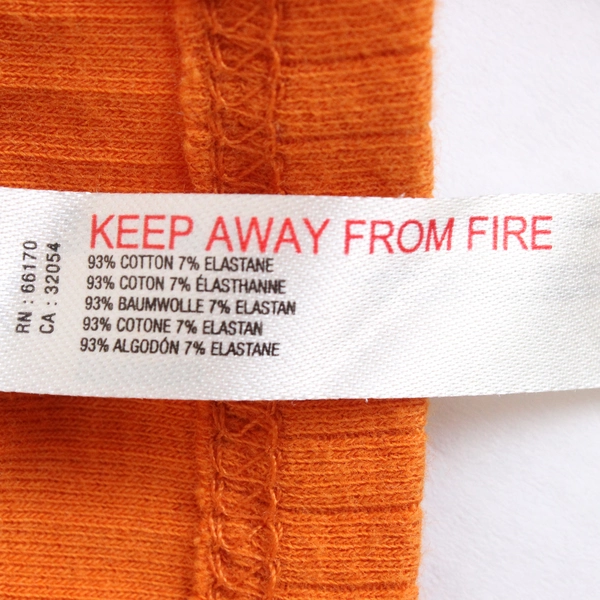 KEEP AWAY FROM FIRE
93% COTTON 7% ELASTANE
93% COTON 7% ÉLASTHANNE
93% BAUMWOLLE 7% ELASTAN
93% COTONE 7% ELASTAN
93% ALGODÓN 7% ELASTANE
RN : 66170
CA : 32054